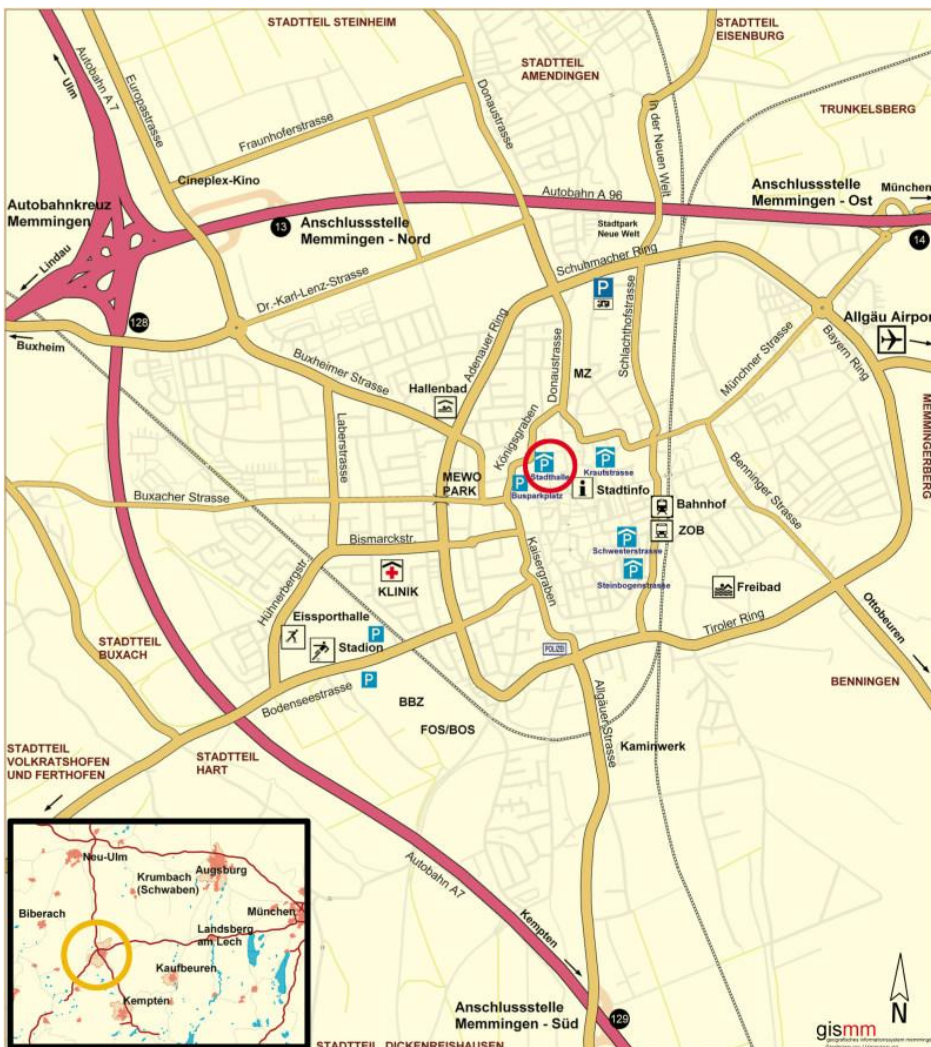 STADTTEIL STEINHEIM
STADTTEIL
EISENBURG
STADTTEIL
AMENDINGEN
TRUNKELSBERG
Ulm
Autobahn A 7
Europastrasse
Fraunhoferstrasse
Donaustrasse
In der Neuen Welt
Cineplex-Kino
Autobahnkreuz
Memmingen
Autobahn A 96
Anschlussstelle
Memmingen - Ost
München
13
Anschlussstelle
Memmingen - Nord
Stadtpark
Neue Welt
14
Lindau
Schuhmacher Ring
Dr.-Karl-Lenz-Strasse
P
128
Buxheim
Adenauer Ring
Schlachthofstrasse
Allgäu Airpor
Bayern Ring
Münchner Strasse
Buxheimer Strasse
Donaustrasse
MZ
Hallenbad
MEMMINGERBERG
Laberstrasse
Königsgraben
P
Stadthalle
P
Krautstrasse
Benninger Strasse
MEWO
PARK
P
Busparkplatz
i
Stadtinfo
Buxacher Strasse
Bahnhof
ZOB
Bismarckstr.
Kaisergraben
P
Schwesterstrasse
P
Steinbogenstrasse
KLINIK
Hühnerbergstr.
Freibad
Ottobeuren
Eissporthalle
P
Stadion
Tiroler Ring
STADTTEIL
BUXACH
POLIZEI
P
Bodenseestrasse
BENNINGEN
BBZ
FOS/BOS
Allgäuer Strasse
Kaminwerk
STADTTEIL
VOLKRATSHOFEN
UND FERTHOFEN
STADTTEIL
HART
Autobahn A7
Kempten
Neu-Ulm
Augsburg
Krumbach
(Schwaben)
Biberach
München
Landsberg
am Lech
Kaufbeuren
Kempten
Anschlussstelle
Memmingen - Süd
129
N
gismm
STADTTEIL DICKENREISHAUSEN